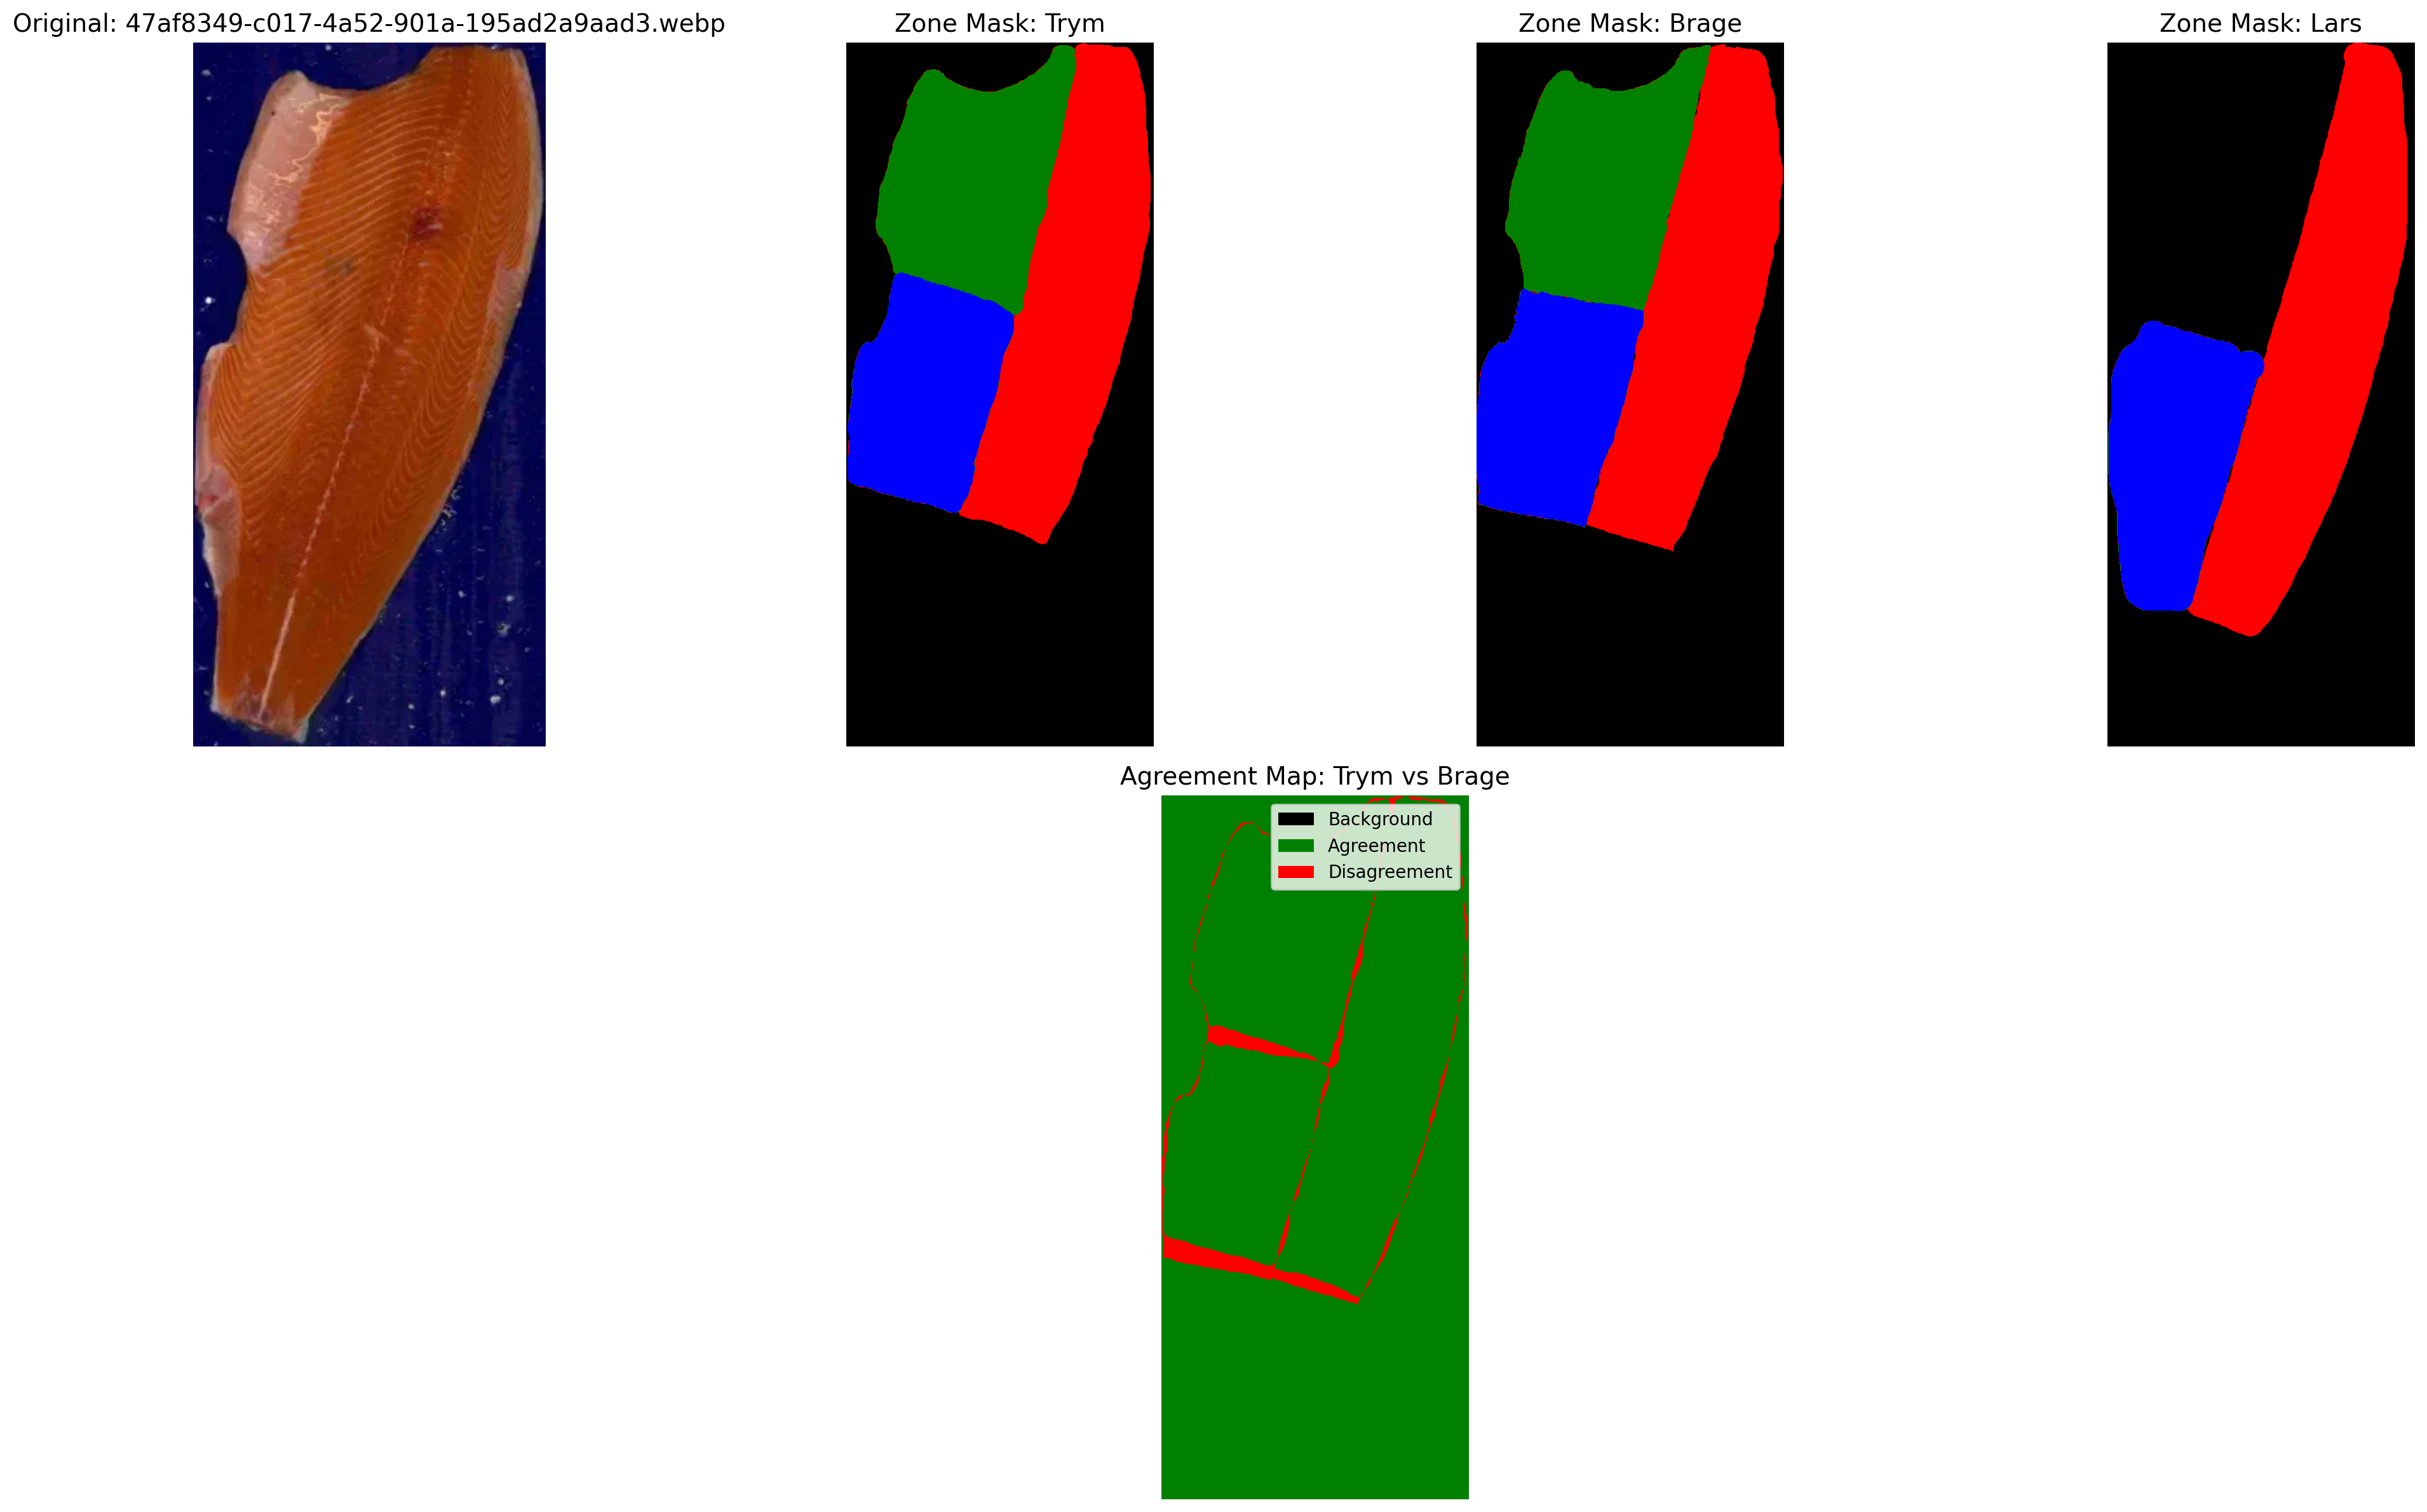 Original: 47af8349-c017-4a52-901a-195ad2a9aad3.webp
Zone Mask: Trym
Zone Mask: Brage
Zone Mask: Lars
Agreement Map: Trym vs Brage
Background
Agreement
Disagreement